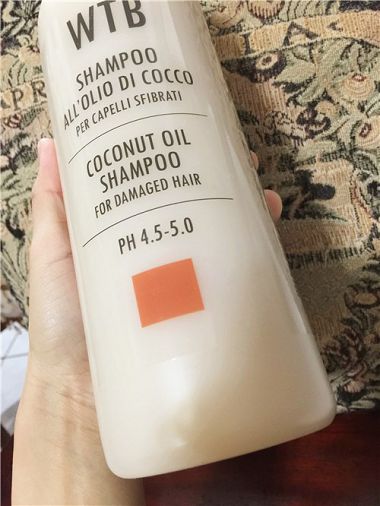 WTB
SHAMPOO
ALL'OLIO DI COCCO
PER CAPELLI SFIBRATI
COCONUT OIL
SHAMPOO
FOR DAMAGED HAIR
PH 4.5-5.0